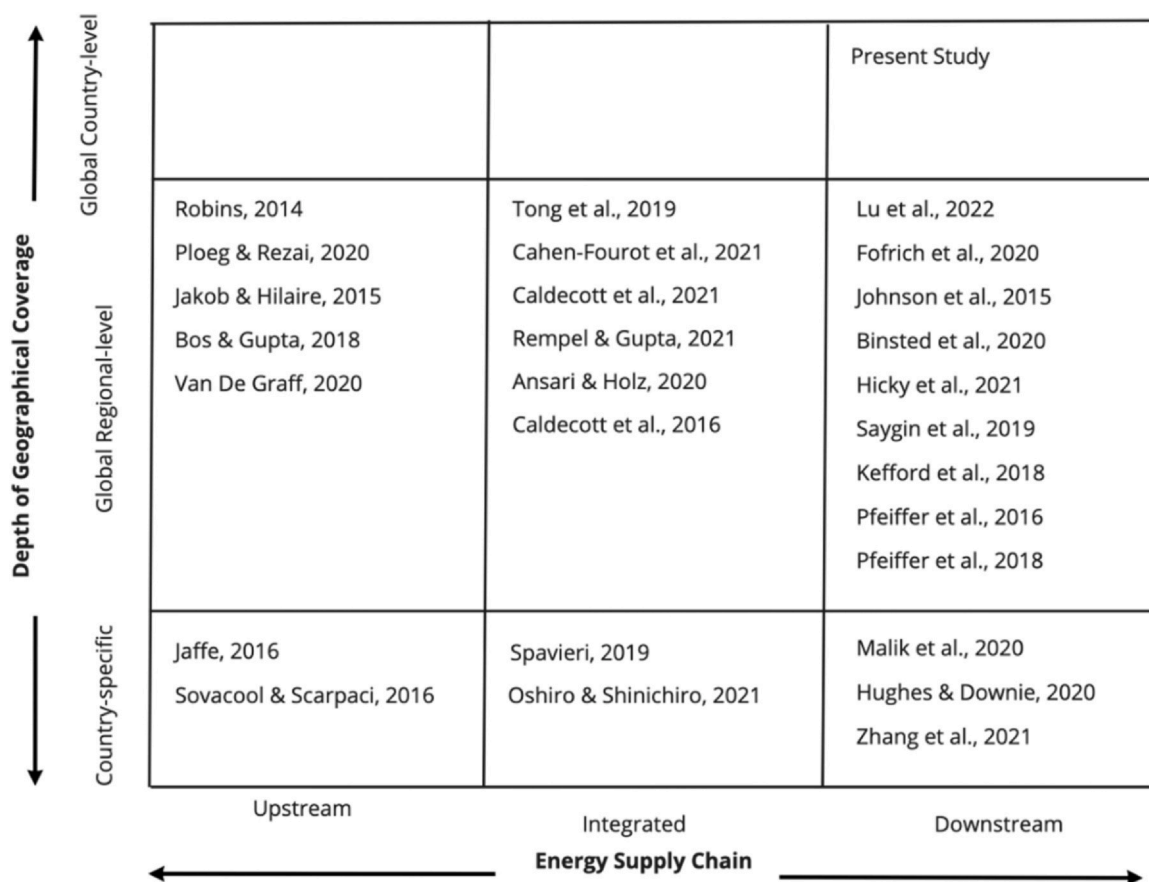 Depth of Geographical Coverage
Global Country-level
Present Study
Global Regional-level
Robins, 2014
Ploeg & Rezai, 2020
Jakob & Hilaire, 2015
Bos & Gupta, 2018
Van De Graff, 2020
Tong et al., 2019
Cahen-Fourot et al., 2021
Caldecott et al., 2021
Rempel & Gupta, 2021
Ansari & Holz, 2020
Caldecott et al., 2016
Lu et al., 2022
Fofrich et al., 2020
Johnson et al., 2015
Binsted et al., 2020
Hicky et al., 2021
Saygin et al., 2019
Kefford et al., 2018
Pfeiffer et al., 2016
Pfeiffer et al., 2018
Country-specific
Jaffe, 2016
Sovacool & Scarpaci, 2016
Spavieri, 2019
Oshiro & Shinichiro, 2021
Malik et al., 2020
Hughes & Downie, 2020
Zhang et al., 2021
Upstream
Integrated
Downstream
Energy Supply Chain